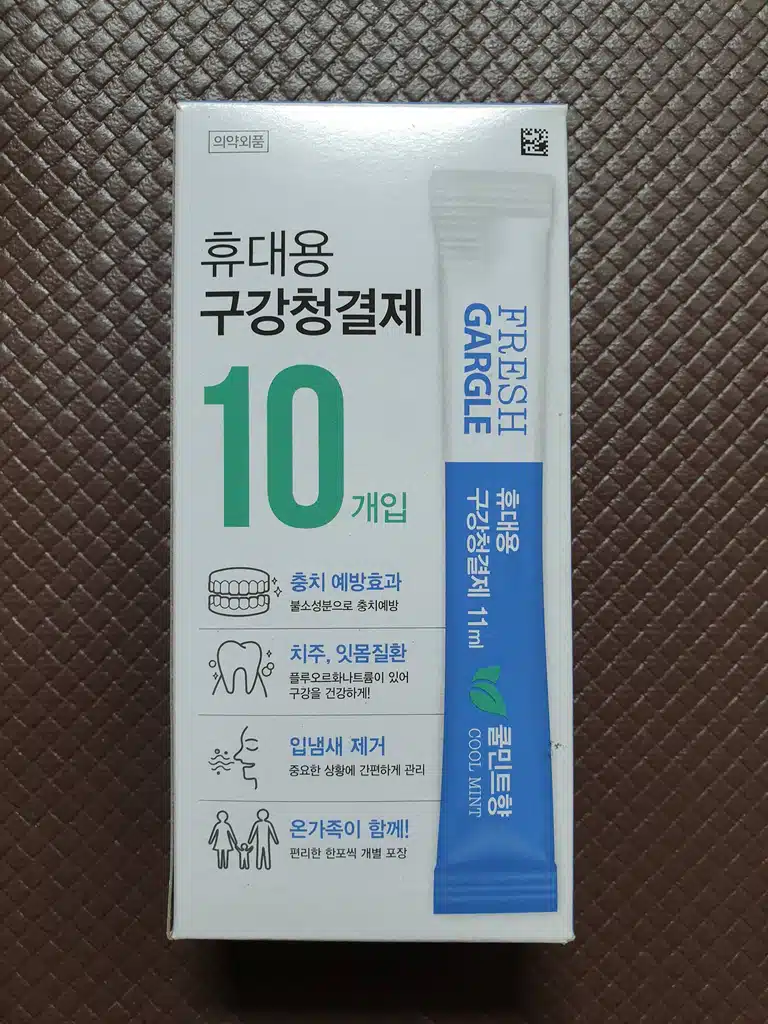 의약외품
휴대용
구강청결제
10개입
충치 예방효과
불소성분으로 충치예방
치주, 잇몸질환
플루오르화나트륨이 있어
구강을 건강하게!
입냄새 제거
중요한 상황에 간편하게 관리
온가족이 함께!
편리한 한포씩 개별 포장
FRESH
GARGLE
휴대용
구강청결제 11ml
쿨민트향
COOL MINT